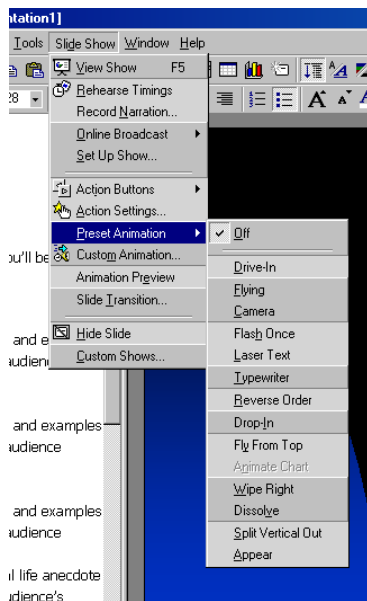 ntation1]
Tools Slide Show Window Help
View Show F5
28
Rehearse Timings
Record Narration...
Online Broadcast
Set Up Show...
Action Buttons
Action Settings...
Preset Animation
Custom Animation...
Animation Preview
Slide Transition...
Hide Slide
Custom Shows...
Off
Drive-In
Flying
Camera
Flash Once
Laser Text
Typewriter
Reverse Order
Drop-In
Fly From Top
Animate Chart
Wipe Right
Dissolve
Split Vertical Out
Appear
ou'll be
and e
udien
and examples
udience
and examples
udience
al life anecdote
udience's